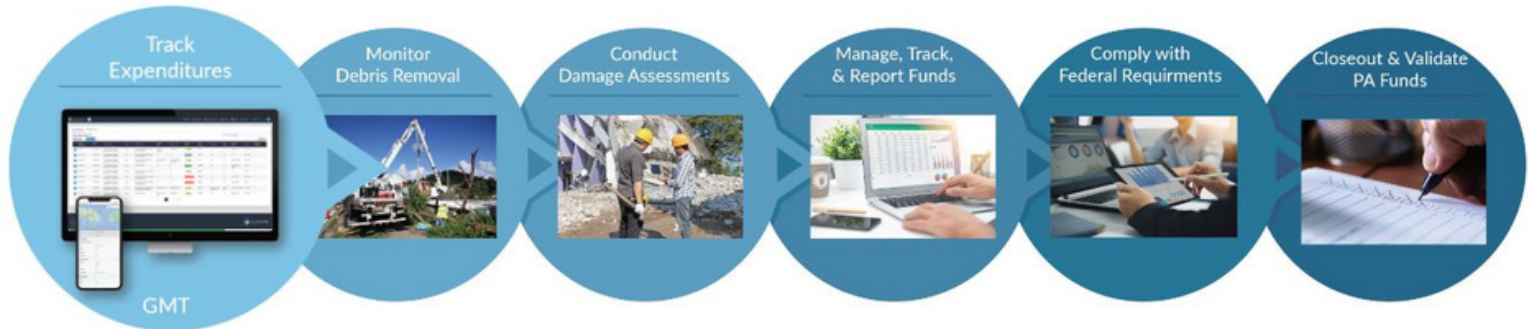 Track
Expenditures
GMT
Monitor
Debris Removal
Conduct
Damage Assessments
Manage, Track,
& Report Funds
Comply with
Federal Requirments
Closeout & Validate
PA Funds